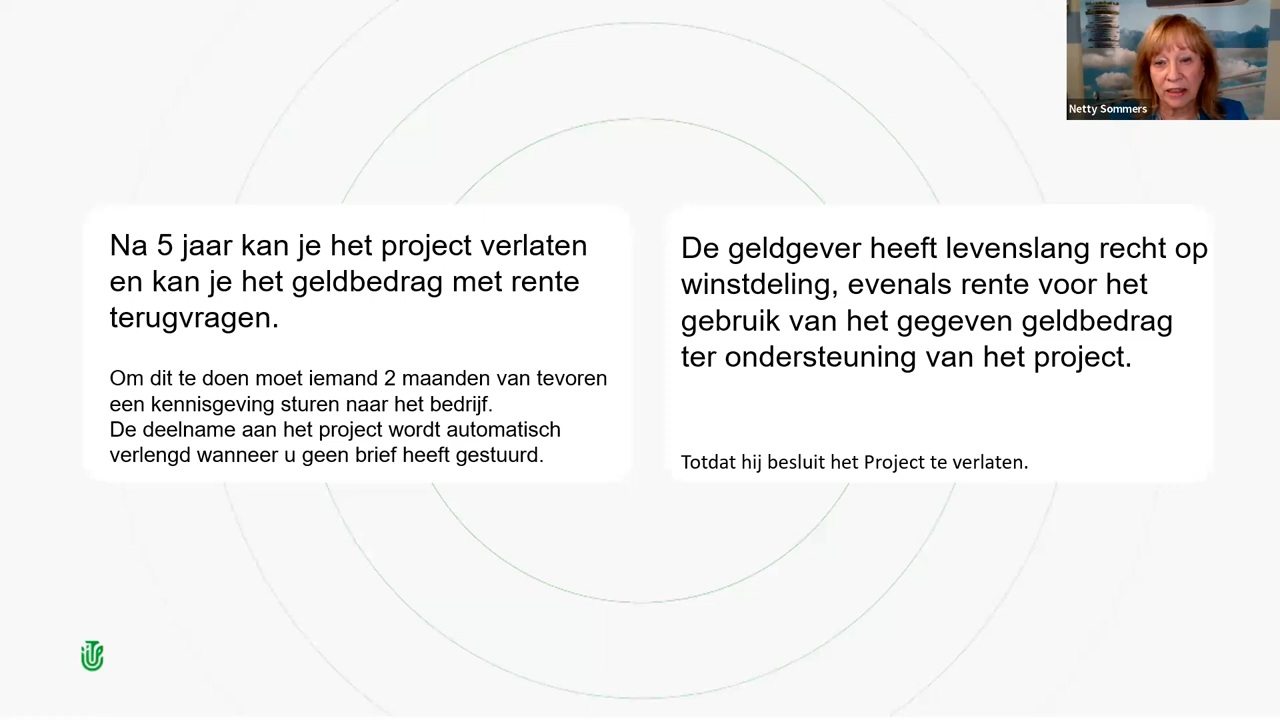 Netty Sommers
Na 5 jaar kan je het project verlaten
en kan je het geldbedrag met rente
terugvragen.
Om dit te doen moet iemand 2 maanden van tevoren
een kennisgeving sturen naar het bedrijf.
De deelname aan het project wordt automatisch
verlengd wanneer u geen brief heeft gestuurd.
De geldgever heeft levenslang recht op
winstdeling, evenals rente voor het
gebruik van het gegeven geldbedrag
ter ondersteuning van het project.
Totdat hij besluit het Project te verlaten.